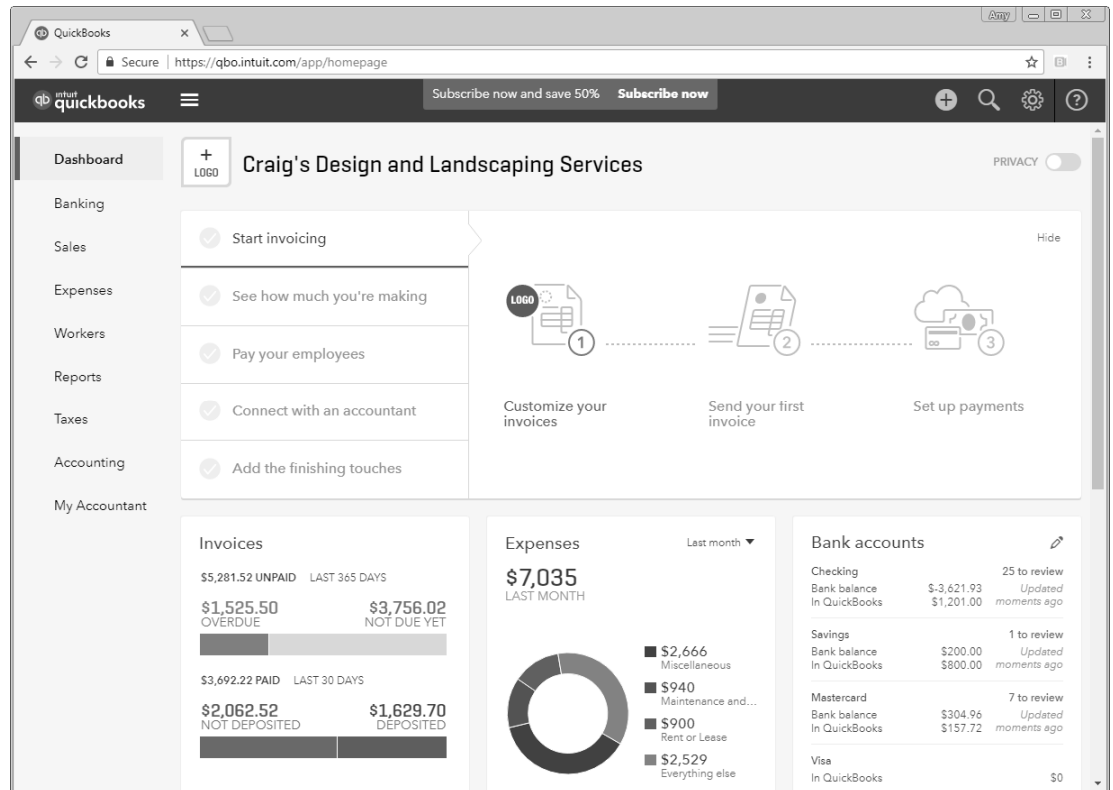 Amy
QuickBooks
Secure https://qbo.intuit.com/app/homepage
qb intuit quickbooks
Subscribe now and save 50% Subscribe now
Dashboard
Banking
Sales
Expenses
Workers
Reports
Taxes
Accounting
My Accountant
+ LOGO
Craig's Design and Landscaping Services
PRIVACY
Start invoicing
See how much you're making
Pay your employees
Connect with an accountant
Add the finishing touches
Hide
LOGO
1
2
3
Customize your
invoices
Send your first
invoice
Set up payments
Invoices
$5,281.52 UNPAID LAST 365 DAYS
$1,525.50 $3,756.02
OVERDUE NOT DUE YET
$3,692.22 PAID LAST 30 DAYS
$2,062.52 $1,629.70
NOT DEPOSITED DEPOSITED
Expenses Last month
$7,035
LAST MONTH
$2,666
Miscellaneous
$940
Maintenance and...
$900
Rent or Lease
$2,529
Everything else
Bank accounts
Checking 25 to review
Bank balance $-3,621.93 Updated
In QuickBooks $1,201.00 moments ago
Savings 1 to review
Bank balance $200.00 Updated
In QuickBooks $800.00 moments ago
Mastercard 7 to review
Bank balance $304.96 Updated
In QuickBooks $157.72 moments ago
Visa
In QuickBooks $0